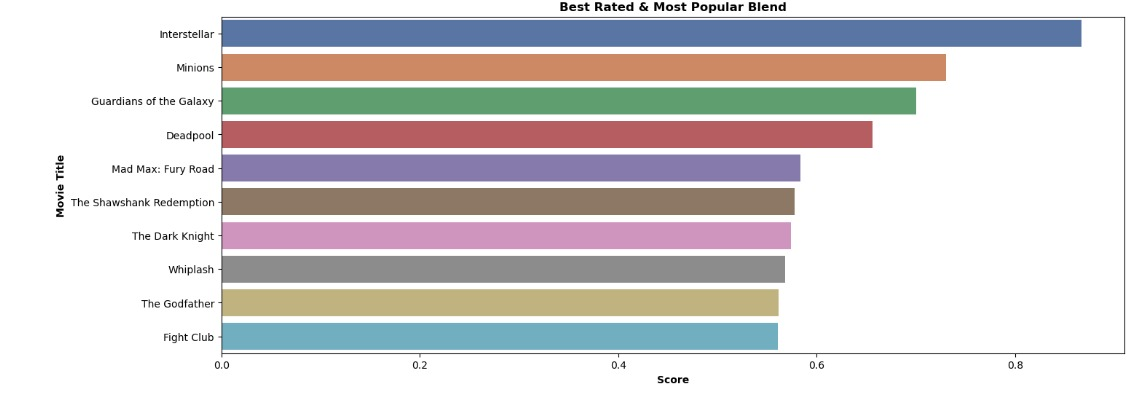 Best Rated & Most Popular Blend
Movie Title
Interstellar
Minions
Guardians of the Galaxy
Deadpool
Mad Max: Fury Road
The Shawshank Redemption
The Dark Knight
Whiplash
The Godfather
Fight Club
0.0 0.2 0.4 0.6 0.8
Score